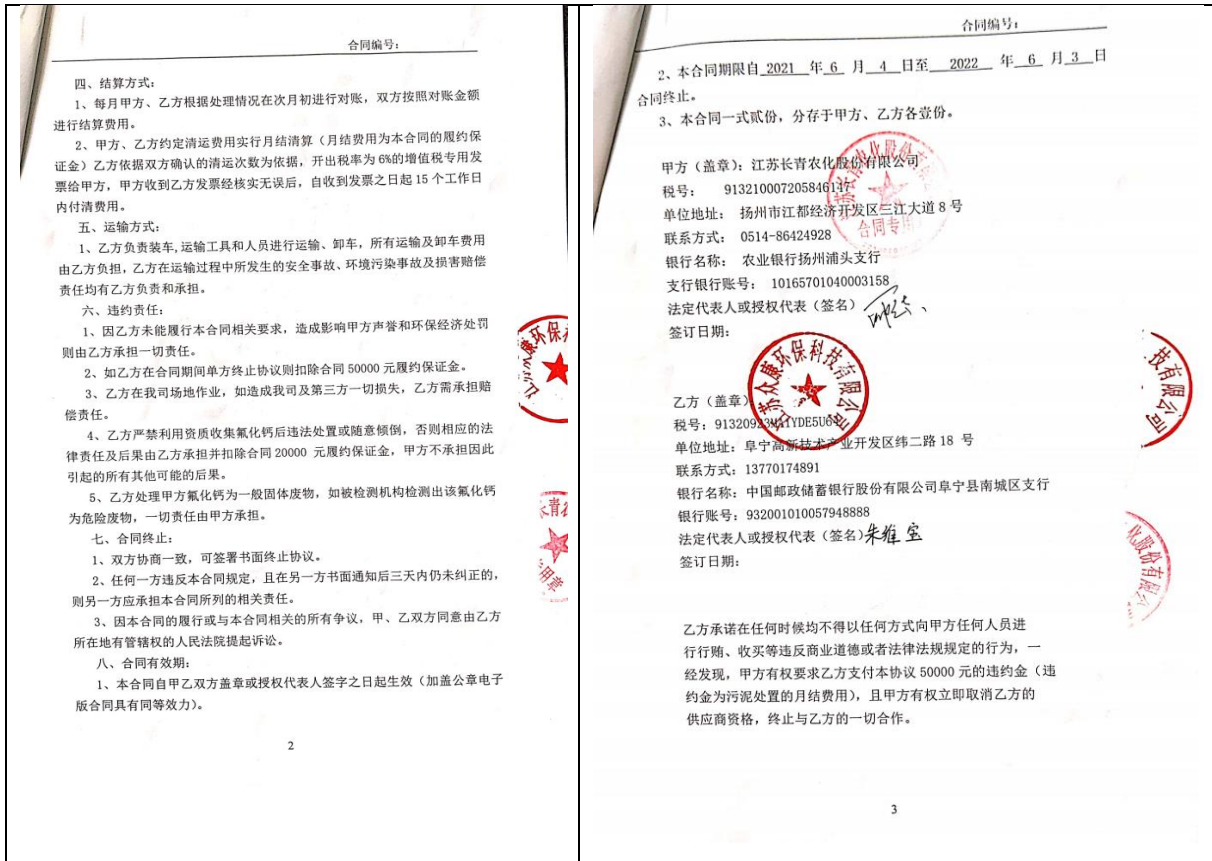 合同编号:
四、结算方式:
1、每月甲方、乙方根据处理情况在次月初进行对账，双方按照对账金额
进行结算费用。
2、甲方、乙方约定清运费用实行月结清算（月结费用为本合同的履约保
证金）乙方依据双方确认的清运次数为依据，开出税率为 6%的增值税专用发
票给甲方，甲方收到乙方发票经核实无误后，自收到发票之日起 15 个工作日
内付清费用。
五、运输方式:
1、乙方负责装车,运输工具和人员进行运输、卸车，所有运输及卸车费用
由乙方负担，乙方在运输过程中所发生的安全事故、环境污染事故及损害赔偿
责任均有乙方负责和承担。
六、违约责任:
1、因乙方未能履行本合同相关要求，造成影响甲方声誉和环保经济处罚
则由乙方承担一切责任。
2、如乙方在合同期间单方终止协议则扣除合同 50000 元履约保证金。
3、乙方在我司场地作业，如造成我司及第三方一切损失，乙方需承担赔
偿责任。
4、乙方严禁利用资质收集氟化钙后违法处置或随意倾倒，否则相应的法
律责任及后果由乙方承担并扣除合同 20000 元履约保证金，甲方不承担因此
引起的所有其他可能的后果。
5、乙方处理甲方氟化钙为一般固体废物，如被检测机构检测出该氟化钙
为危险废物，一切责任由甲方承担。
七、合同终止:
1、双方协商一致，可签署书面终止协议。
2、任何一方违反本合同规定，且在另一方书面通知后三天内仍未纠正的，
则另一方应承担本合同所列的相关责任。
3、因本合同的履行或与本合同相关的所有争议，甲、乙双方同意由乙方
所在地有管辖权的人民法院提起诉讼。
八、合同有效期:
1、本合同自甲乙双方盖章或授权代表人签字之日起生效（加盖公章电子
版合同具有同等效力）。
2
合同编号:
2、本合同期限自 2021 年 6 月 4 日至 2022 年 6 月 3 日
合同终止。
3、本合同一式贰份，分存于甲方、乙方各壹份。
甲方（盖章）: 江苏长青农化股份有限公司
税号: 913210007205846147
单位地址: 扬州市江都经济开发区三江大道 8 号
联系方式: 0514-86424928
银行名称: 农业银行扬州浦头支行
支行银行账号: 10165701040003158
法定代表人或授权代表（签名）
签订日期:
合同专用
乙方（盖章）
江苏众康环保科技有限公司
税号: 91320923MA1YDE5U64
单位地址: 阜宁高新技术产业开发区纬二路 18 号
联系方式: 13770174891
银行名称: 中国邮政储蓄银行股份有限公司阜宁县南城区支行
银行账号: 932001010057948888
法定代表人或授权代表（签名）朱维宝
签订日期:
技有限公司
化股份有限公
乙方承诺在任何时候均不得以任何方式向甲方任何人员进
行行贿、收买等违反商业道德或者法律法规规定的行为，一
经发现，甲方有权要求乙方支付本协议 50000 元的违约金（违
约金为污泥处置的月结费用），且甲方有权立即取消乙方的
供应商资格，终止与乙方的一切合作。
3